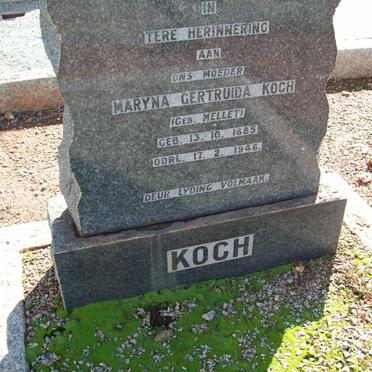 IN
TERE HERINNERING
AAN
ONS MOEDER
MARYNA GERTRUIDA KOCH
(GEB. MELLET)
GEB. 13. 10. 1885
OORL. 17. 2. 1946.
DEUR LYDING VOLMAAK.
KOCH